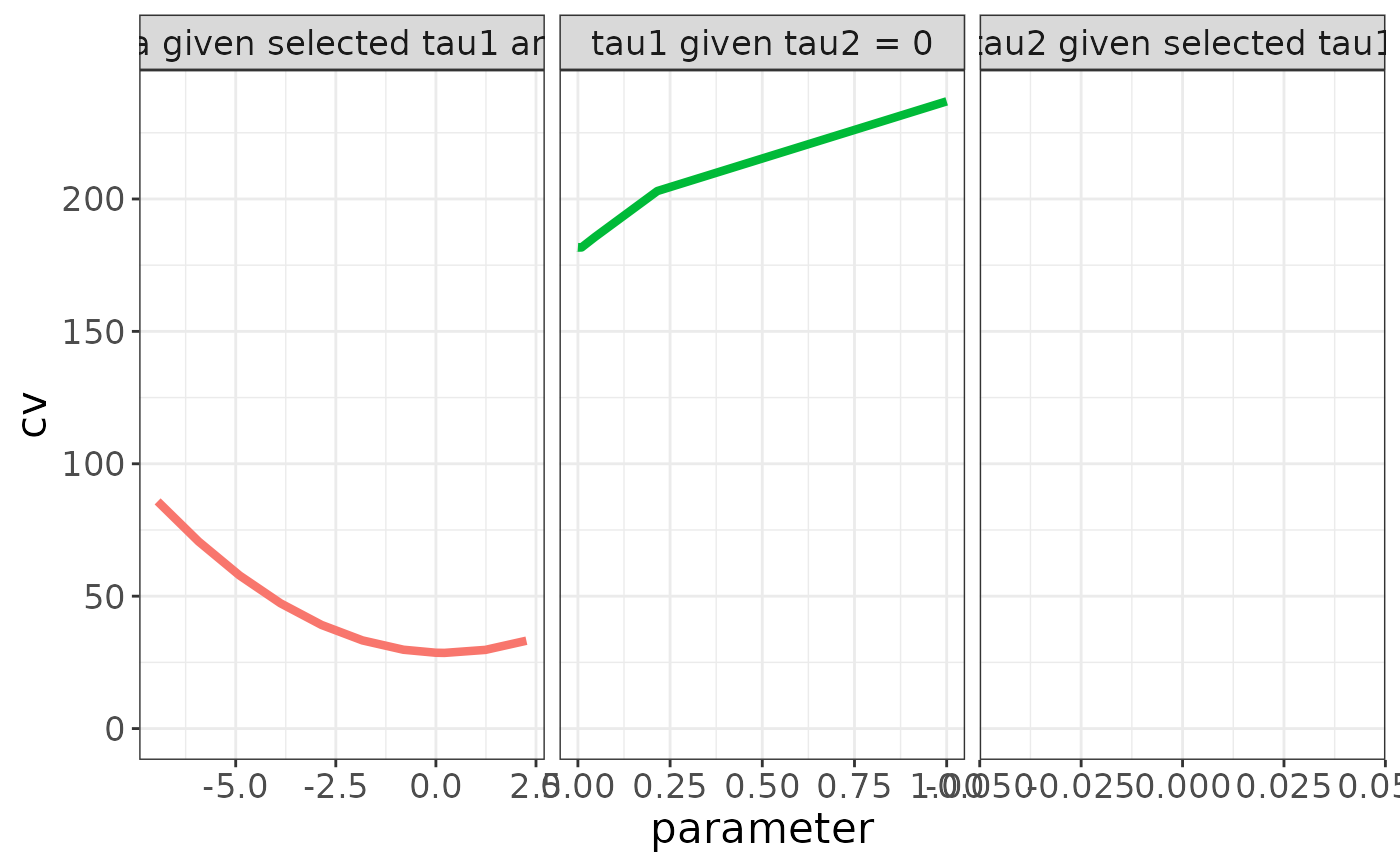 a given selected tau1 an
tau1 given tau2 = 0
tau2 given selected tau1
200
150
100
50
0
cv
-5.0 -2.5 0.0 2.5
0.00 0.25 0.50 0.75 1.00
-0.050 -0.025 0.000 0.025 0.05
parameter